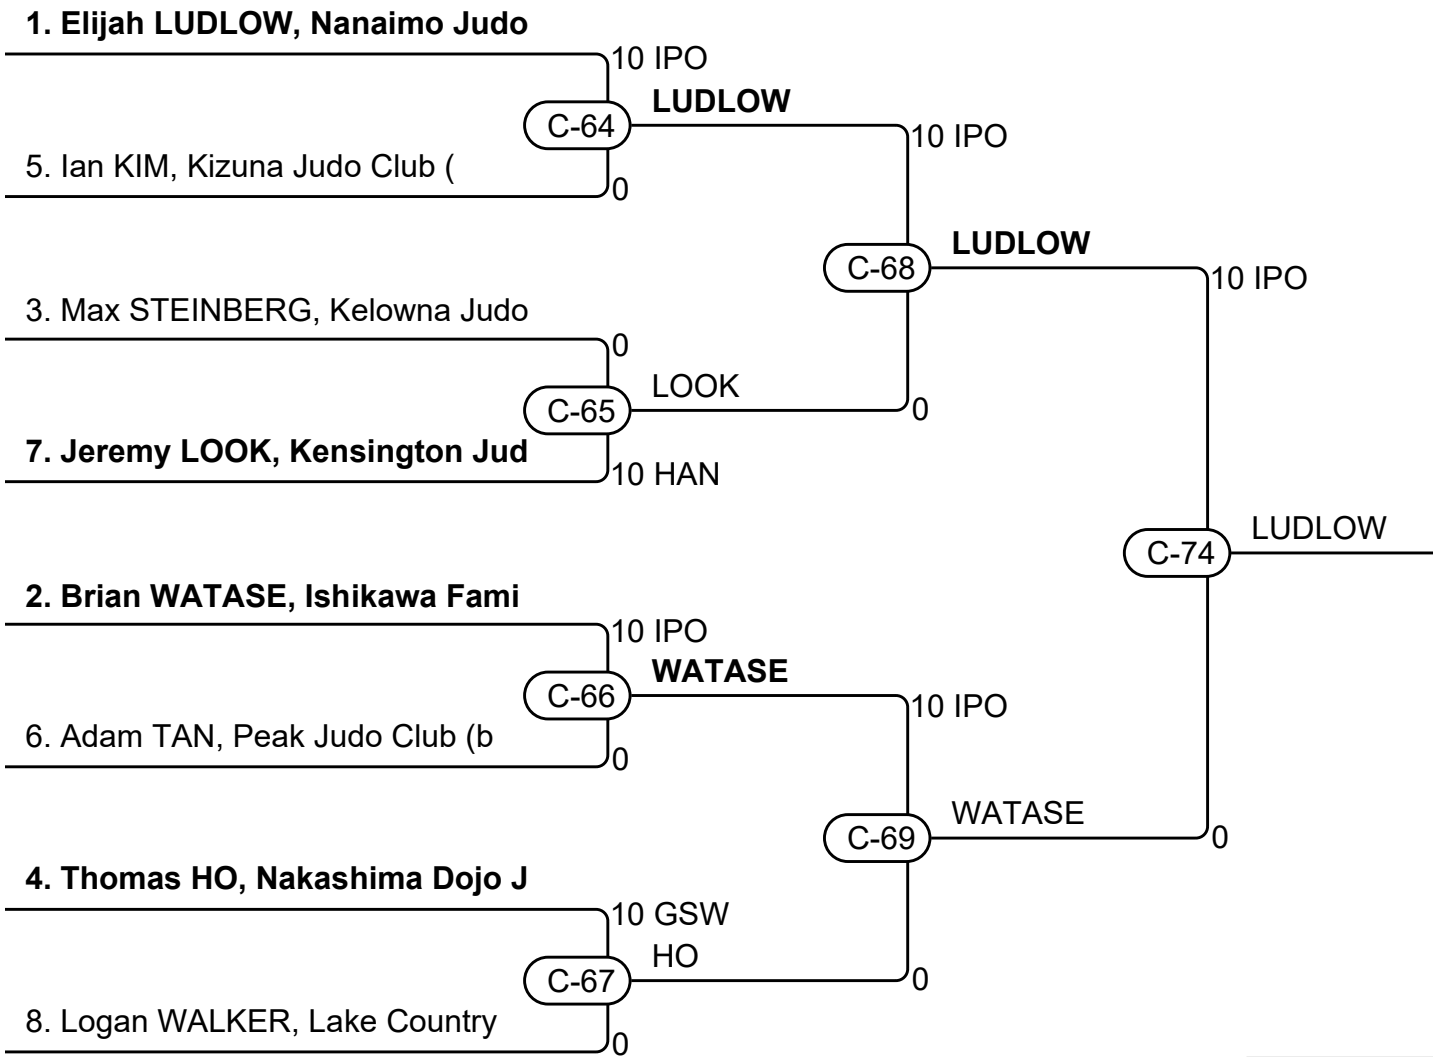 1. Elijah LUDLOW, Nanaimo Judo
10 IPO
LUDLOW
C-64
10 IPO
5. Ian KIM, Kizuna Judo Club (
0
LUDLOW
C-68
10 IPO
3. Max STEINBERG, Kelowna Judo
0
LOOK
C-65
0
7. Jeremy LOOK, Kensington Jud
10 HAN
LUDLOW
C-74
2. Brian WATASE, Ishikawa Fami
10 IPO
WATASE
C-66
10 IPO
6. Adam TAN, Peak Judo Club (b
0
WATASE
C-69
0
4. Thomas HO, Nakashima Dojo J
10 GSW
HO
C-67
0
8. Logan WALKER, Lake Country
0